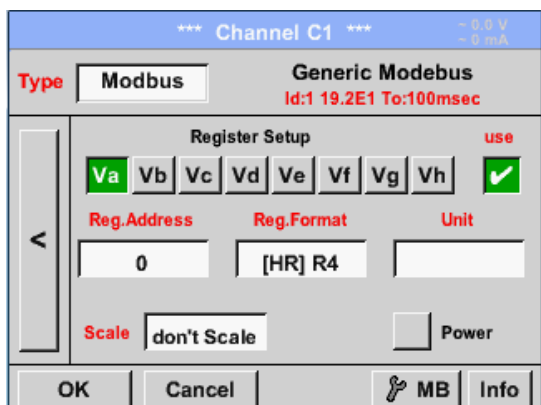 *** Channel C1 ***
~ 0.0 V
~ 0 mA
Type
Modbus
Generic Modebus
Id:1 19.2E1 To:100msec
Register Setup
use
Va Vb Vc Vd Ve Vf Vg Vh
Reg.Address
Reg.Format
Unit
<
0
[HR] R4
Scale
don't Scale
Power
OK
Cancel
MB
Info